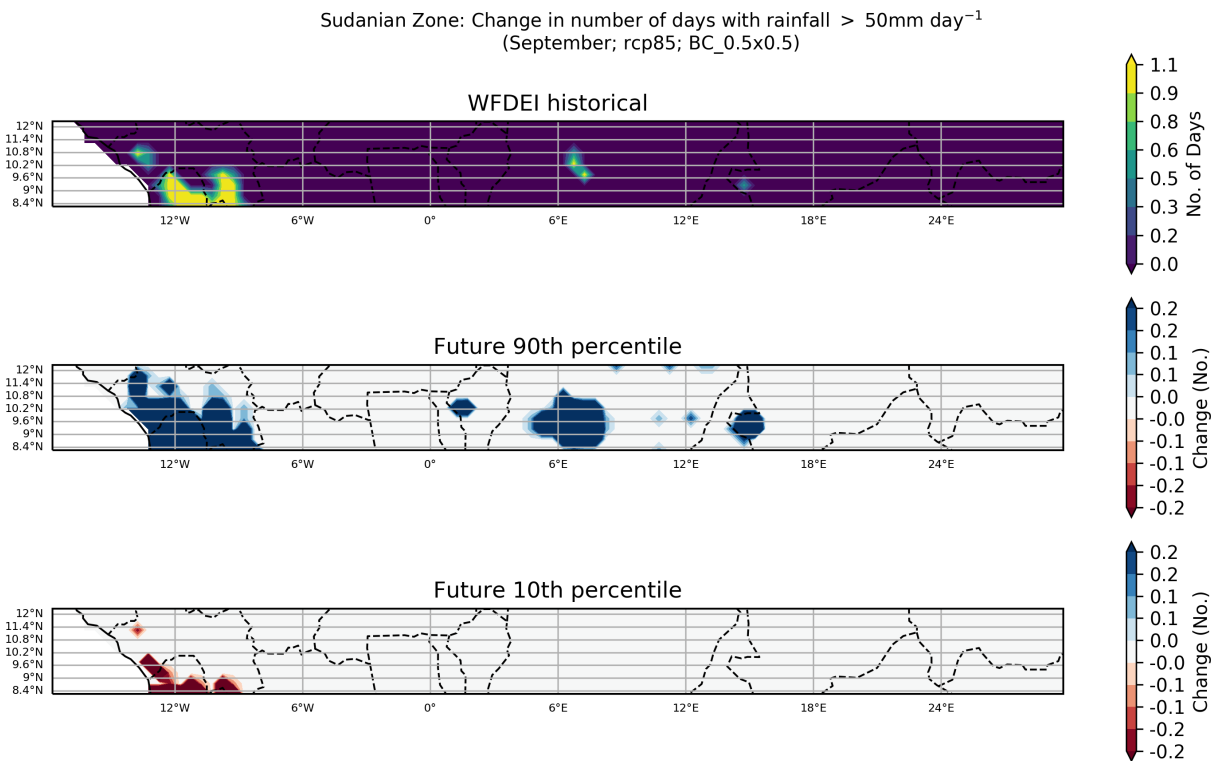 Sudanian Zone: Change in number of days with rainfall > 50mm day⁻¹
(September; rcp85; BC_0.5x0.5)
WFDEI historical
12°N
11.4°N
10.8°N
10.2°N
9.6°N
9°N
8.4°N
12°W 6°W 0° 6°E 12°E 18°E 24°E
1.1
0.9
0.8
0.6
0.5
0.3
0.2
0.0
No. of Days
Future 90th percentile
12°N
11.4°N
10.8°N
10.2°N
9.6°N
9°N
8.4°N
12°W 6°W 0° 6°E 12°E 18°E 24°E
0.2
0.2
0.1
0.1
0.0
-0.0
-0.1
-0.1
-0.2
-0.2
Change (No.)
Future 10th percentile
12°N
11.4°N
10.8°N
10.2°N
9.6°N
9°N
8.4°N
12°W 6°W 0° 6°E 12°E 18°E 24°E
0.2
0.2
0.1
0.1
0.0
-0.0
-0.1
-0.1
-0.2
-0.2
Change (No.)